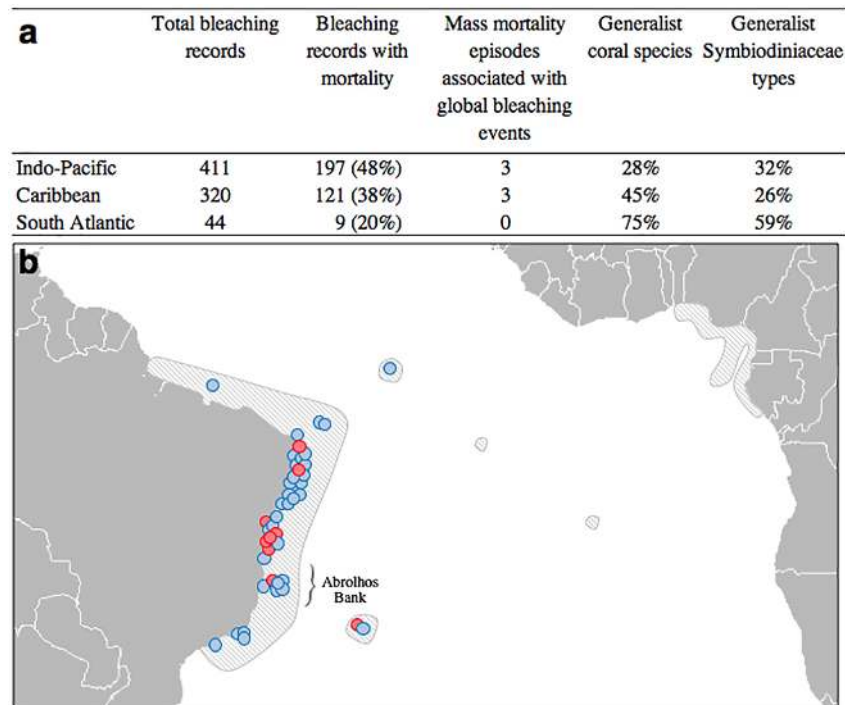 a
Total bleaching records
Bleaching records with mortality
Mass mortality episodes associated with global bleaching events
Generalist coral species
Generalist Symbiodiniaceae types
Indo-Pacific 411 197 (48%) 3 28% 32%
Caribbean 320 121 (38%) 3 45% 26%
South Atlantic 44 9 (20%) 0 75% 59%
b
Abrolhos
Bank